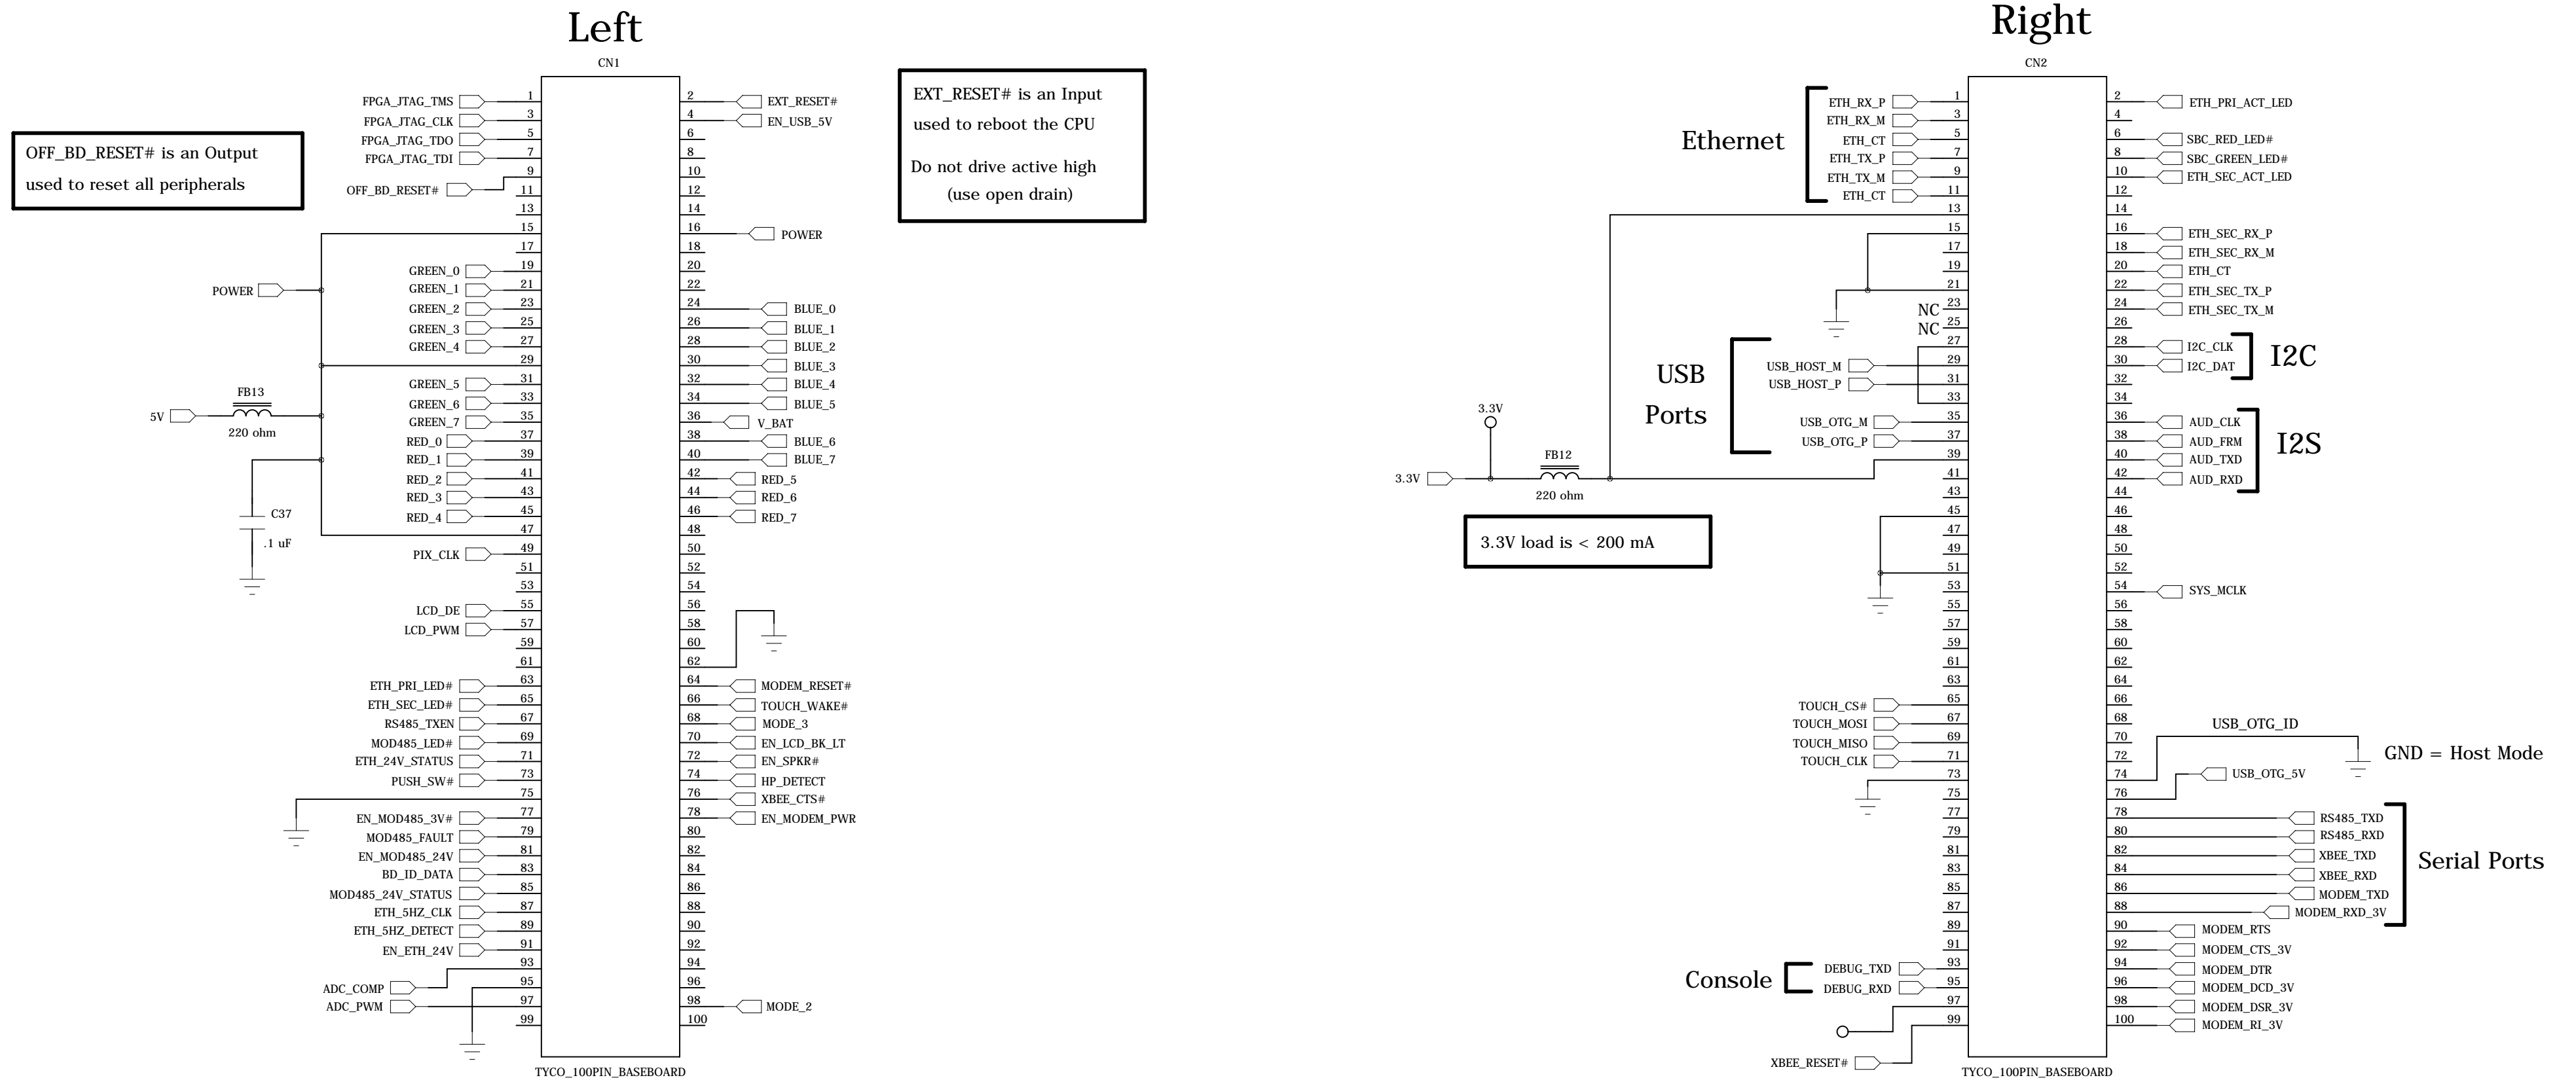 Left
Right
CN1
CN2
OFF_BD_RESET# is an Output
used to reset all peripherals
EXT_RESET# is an Input
used to reboot the CPU
Do not drive active high
(use open drain)
FPGA_JTAG_TMS 1
FPGA_JTAG_CLK 3
FPGA_JTAG_TDO 5
FPGA_JTAG_TDI 7
OFF_BD_RESET# 9
11
13
15
17
POWER
GREEN_0 19
GREEN_1 21
GREEN_2 23
GREEN_3 25
GREEN_4 27
29
GREEN_5 31
GREEN_6 33
GREEN_7 35
RED_0 37
RED_1 39
RED_2 41
RED_3 43
RED_4 45
47
PIX_CLK 49
51
53
LCD_DE 55
LCD_PWM 57
59
61
ETH_PRI_LED# 63
ETH_SEC_LED# 65
RS485_TXEN 67
MOD485_LED# 69
ETH_24V_STATUS 71
PUSH_SW# 73
75
EN_MOD485_3V# 77
MOD485_FAULT 79
EN_MOD485_24V 81
BD_ID_DATA 83
MOD485_24V_STATUS 85
ETH_5HZ_CLK 87
ETH_5HZ_DETECT 89
EN_ETH_24V 91
93
ADC_COMP 95
ADC_PWM 97
99
5V
FB13
220 ohm
C37
.1 uF
2 EXT_RESET#
4 EN_USB_5V
6
8
10
12
14
16 POWER
18
20
22
24 BLUE_0
26 BLUE_1
28 BLUE_2
30 BLUE_3
32 BLUE_4
34 BLUE_5
36 V_BAT
38 BLUE_6
40 BLUE_7
42 RED_5
44 RED_6
46 RED_7
48
50
52
54
56
58
60
62
64 MODEM_RESET#
66 TOUCH_WAKE#
68 MODE_3
70 EN_LCD_BK_LT
72 EN_SPKR#
74 HP_DETECT
76 XBEE_CTS#
78 EN_MODEM_PWR
80
82
84
86
88
90
92
94
96
98 MODE_2
100
TYCO_100PIN_BASEBOARD
Ethernet
ETH_RX_P 1
ETH_RX_M 3
ETH_CT 5
ETH_TX_P 7
ETH_TX_M 9
ETH_CT 11
13
15
17
19
21
NC 23
NC 25
27
USB
Ports
USB_HOST_M 29
USB_HOST_P 31
33
USB_OTG_M 35
USB_OTG_P 37
39
41
43
45
47
49
51
53
55
57
59
61
63
TOUCH_CS# 65
TOUCH_MOSI 67
TOUCH_MISO 69
TOUCH_CLK 71
73
75
77
79
81
83
85
87
89
91
Console
DEBUG_TXD 93
DEBUG_RXD 95
97
99
XBEE_RESET#
3.3V
3.3V
FB12
220 ohm
3.3V load is < 200 mA
2 ETH_PRI_ACT_LED
4
6 SBC_RED_LED#
8 SBC_GREEN_LED#
10 ETH_SEC_ACT_LED
12
14
16 ETH_SEC_RX_P
18 ETH_SEC_RX_M
20 ETH_CT
22 ETH_SEC_TX_P
24 ETH_SEC_TX_M
26
28 I2C_CLK
30 I2C_DAT
I2C
32
34
36 AUD_CLK
38 AUD_FRM
40 AUD_TXD
42 AUD_RXD
I2S
44
46
48
50
52
54 SYS_MCLK
56
58
60
62
64
66
68
70
72
74
USB_OTG_ID
GND = Host Mode
76 USB_OTG_5V
78 RS485_TXD
80 RS485_RXD
82 XBEE_TXD
84 XBEE_RXD
86 MODEM_TXD
88 MODEM_RXD_3V
Serial Ports
90 MODEM_RTS
92 MODEM_CTS_3V
94 MODEM_DTR
96 MODEM_DCD_3V
98 MODEM_DSR_3V
100 MODEM_RI_3V
TYCO_100PIN_BASEBOARD